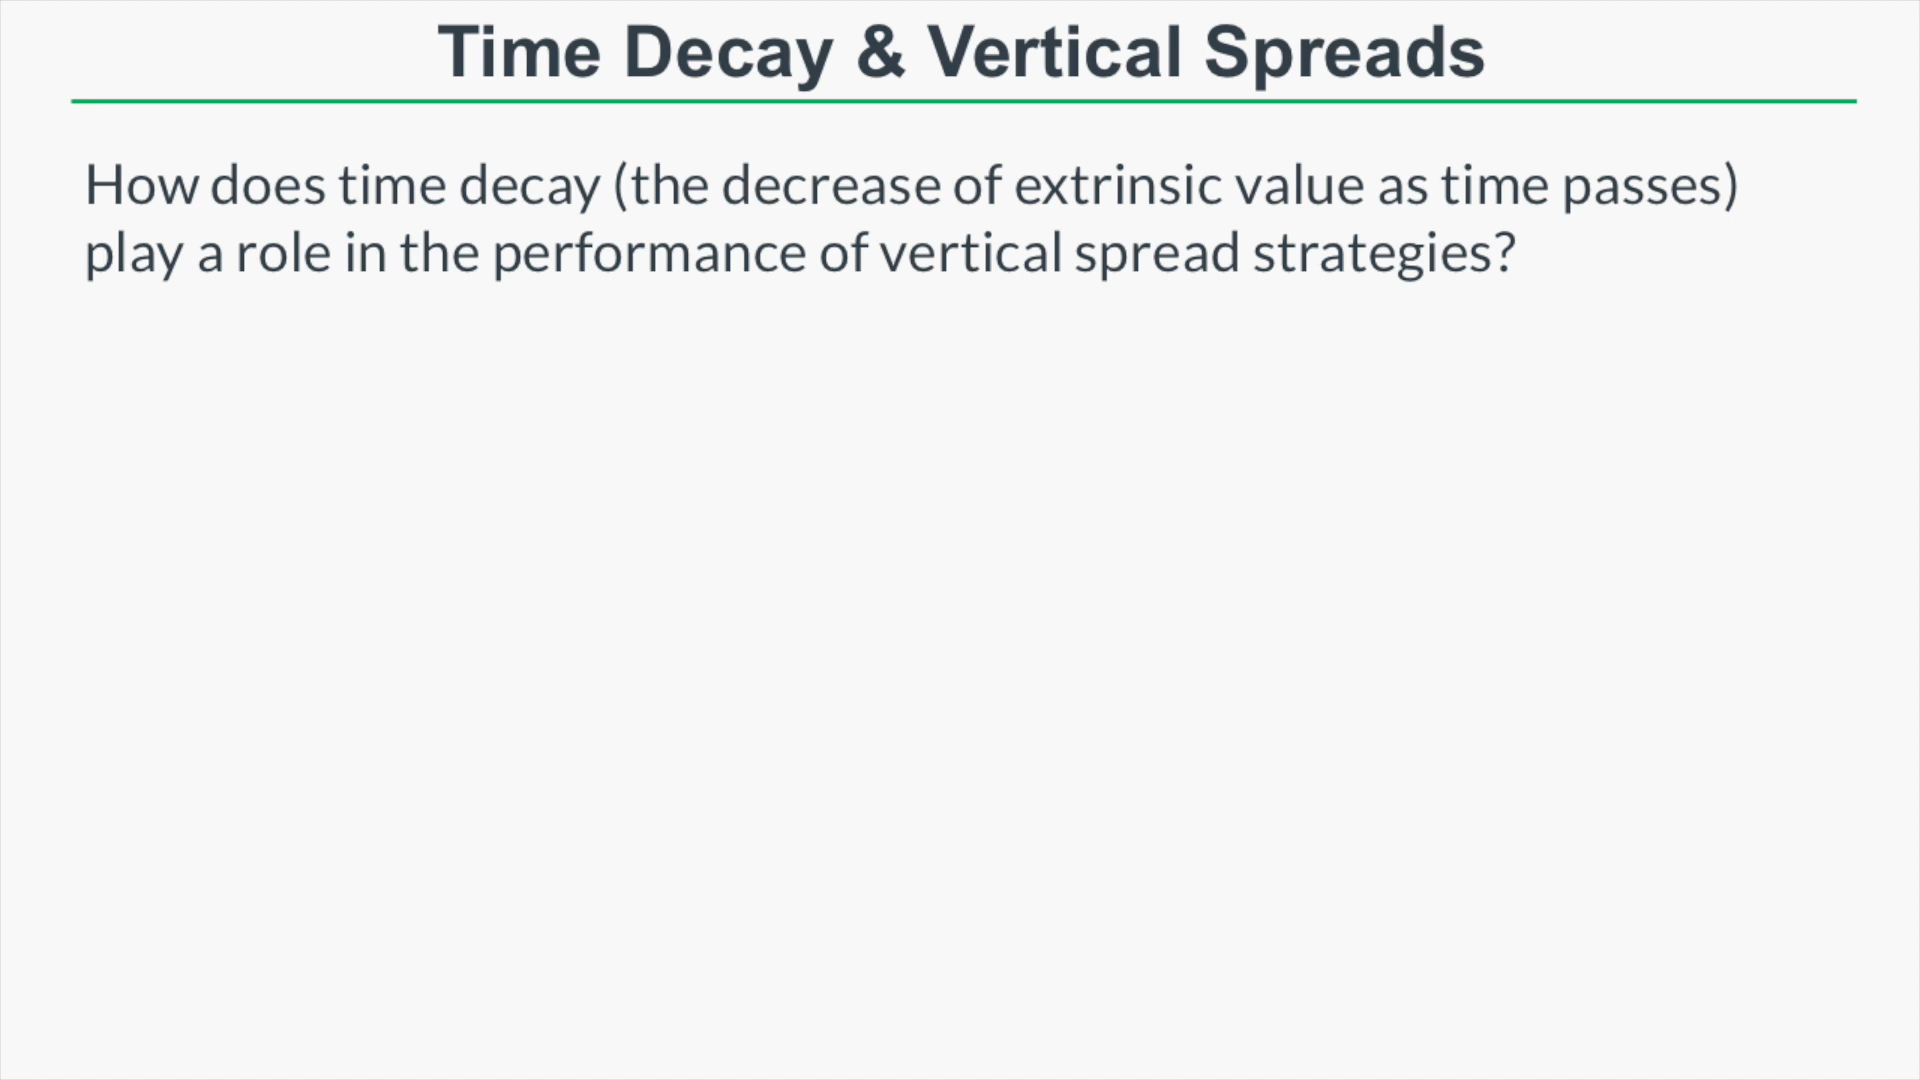 Time Decay & Vertical Spreads
How does time decay (the decrease of extrinsic value as time passes)
play a role in the performance of vertical spread strategies?